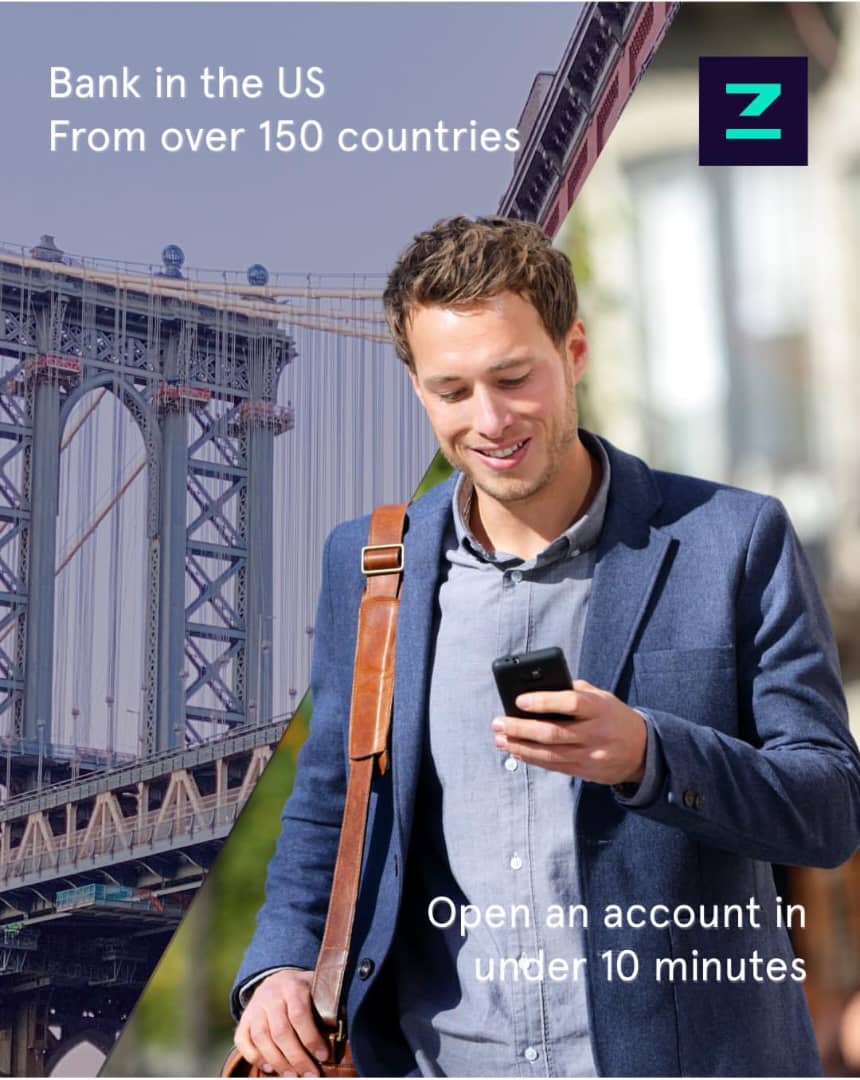 Bank in the US
From over 150 countries
Open an account in
under 10 minutes